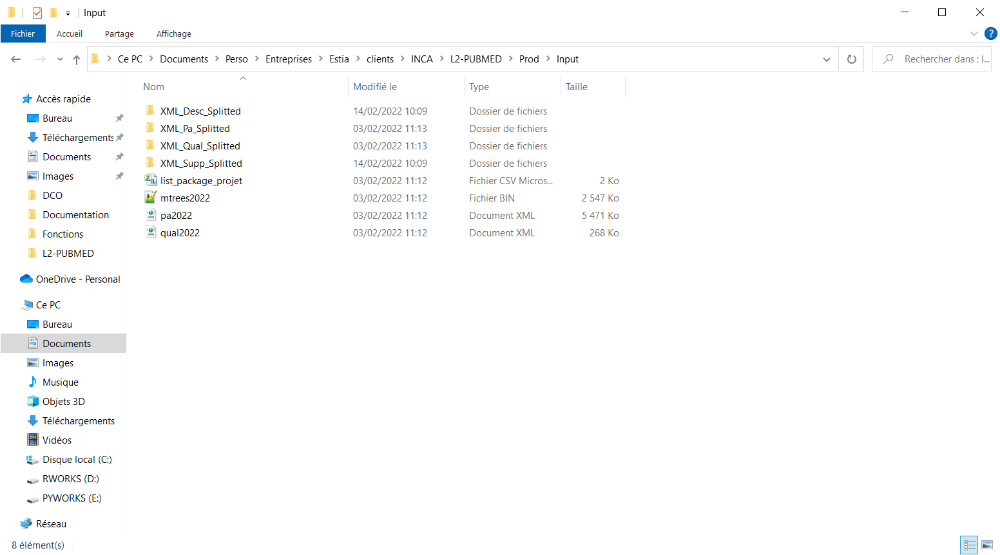 Input
Fichier Accueil Partage Affichage ?
Ce PC Documents Perso Entreprises Estia clients INCA L2-PUBMED Prod Input Rechercher dans : I...
Nom Modifié le Type Taille
Accès rapide
Bureau
Téléchargements
Documents
Images
DCO
Documentation
Fonctions
L2-PUBMED
OneDrive - Personal
Ce PC
Bureau
Documents
Images
Musique
Objets 3D
Téléchargements
Vidéos
Disque local (C:)
RWORKS (D:)
PYWORKS (E:)
Réseau
XML_Desc_Splitted 14/02/2022 10:09 Dossier de fichiers
XML_Pa_Splitted 03/02/2022 11:13 Dossier de fichiers
XML_Qual_Splitted 03/02/2022 11:13 Dossier de fichiers
XML_Supp_Splitted 14/02/2022 10:09 Dossier de fichiers
list_package_projet 03/02/2022 11:12 Fichier CSV Micros... 2 Ko
mtrees2022 03/02/2022 11:12 Fichier BIN 2 547 Ko
pa2022 03/02/2022 11:12 Document XML 5 471 Ko
qual2022 03/02/2022 11:12 Document XML 268 Ko
8 élément(s)